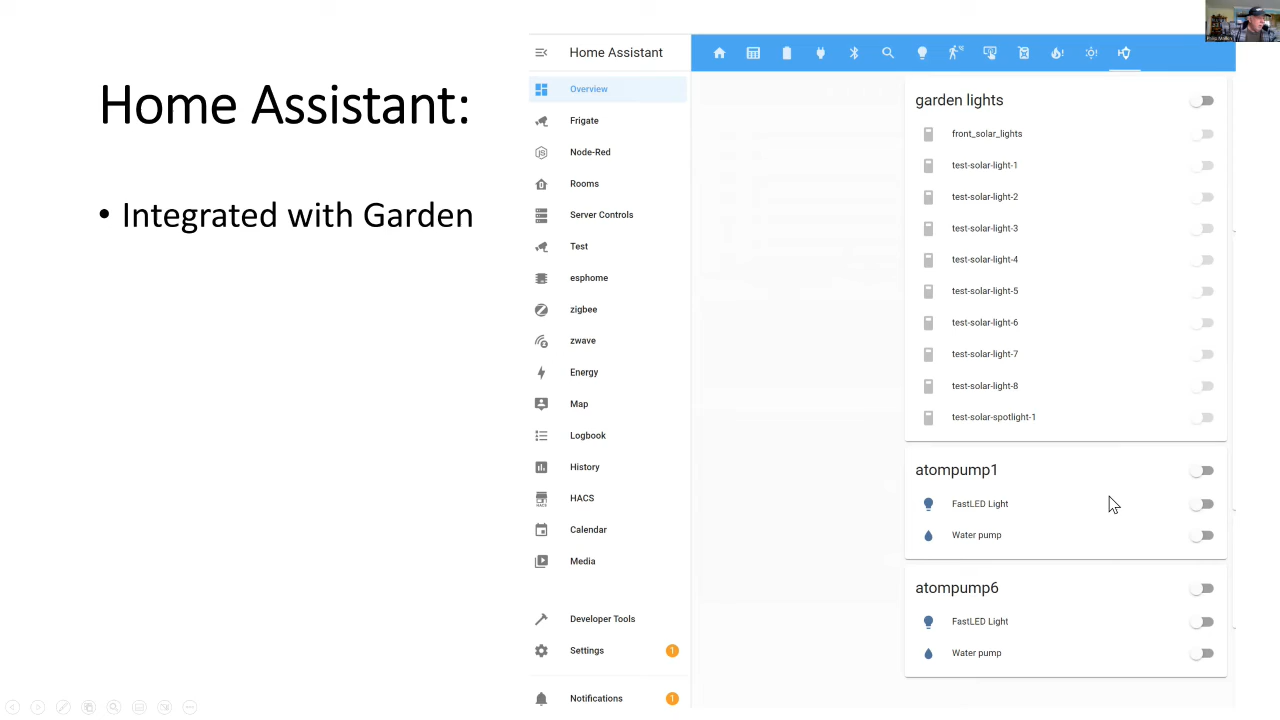 Home Assistant:
• Integrated with Garden
Home Assistant
Overview
Frigate
Node-Red
Rooms
Server Controls
Test
esphome
zigbee
zwave
Energy
Map
Logbook
History
HACS
Calendar
Media
Developer Tools
Settings 1
Notifications 1
garden lights
front_solar_lights
test-solar-light-1
test-solar-light-2
test-solar-light-3
test-solar-light-4
test-solar-light-5
test-solar-light-6
test-solar-light-7
test-solar-light-8
test-solar-spotlight-1
atompump1
FastLED Light
Water pump
atompump6
FastLED Light
Water pump